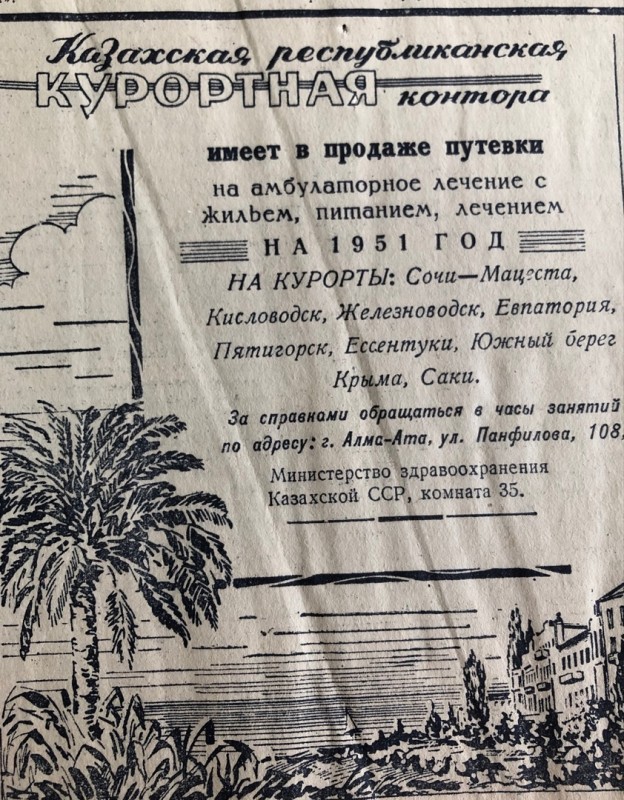 Казахская республиканская
КУРОРТНАЯ контора
имеет в продаже путевки
на амбулаторное лечение с
жильем, питанием, лечением
НА 1951 ГОД
НА КУРОРТЫ: Сочи—Мацеста,
Кисловодск, Железноводск, Евпатория,
Пятигорск, Ессентуки, Южный берег
Крыма, Саки.
За справками обращаться в часы занятий
по адресу: г. Алма-Ата, ул. Панфилова, 108,
Министерство здравоохранения
Казахской ССР, комната 35.